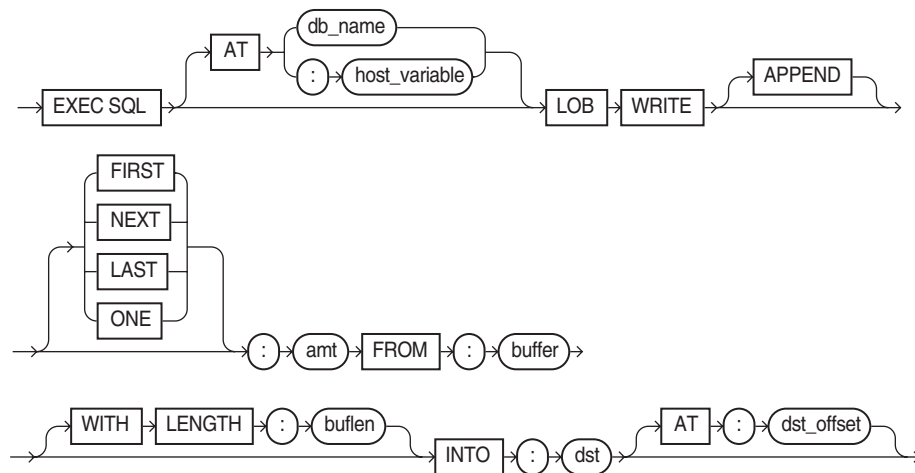 db_name
AT
: host_variable
EXEC SQL LOB WRITE APPEND
FIRST
NEXT
LAST
ONE
: amt FROM : buffer
WITH LENGTH : buflen AT : dst_offset
INTO : dst